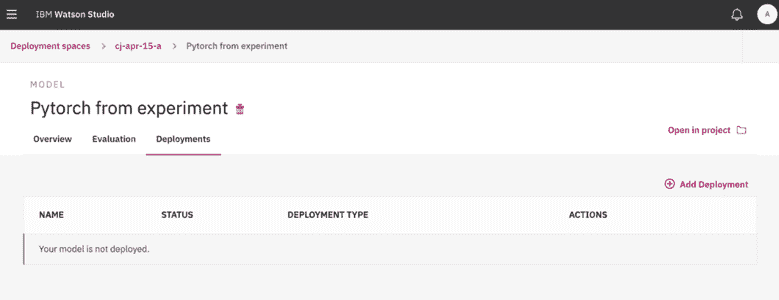 IBM Watson Studio
A
Deployment spaces > cj-apr-15-a > Pytorch from experiment
MODEL
Pytorch from experiment
Overview Evaluation Deployments
Open in project
Add Deployment
NAME STATUS DEPLOYMENT TYPE ACTIONS
Your model is not deployed.